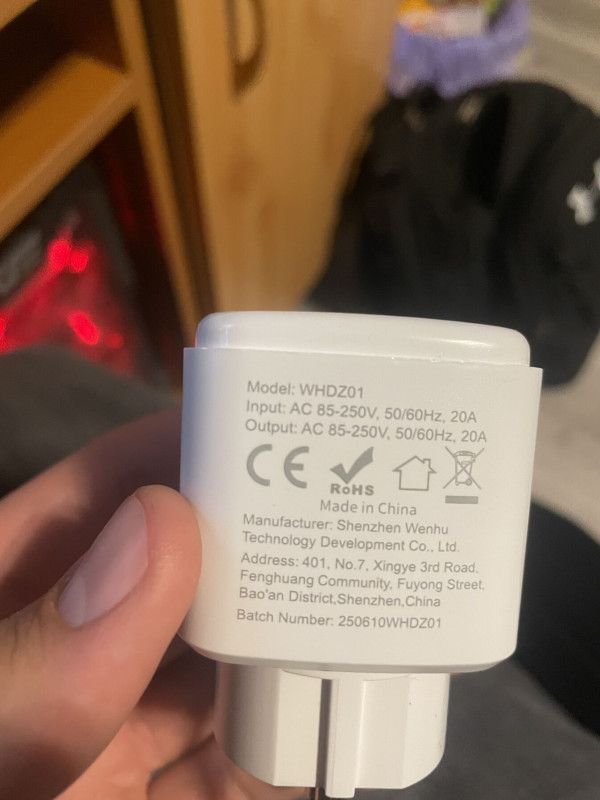 Model: WHDZ01
Input: AC 85-250V, 50/60Hz, 20A
Output: AC 85-250V, 50/60Hz, 20A
CE
RoHS
Made in China
Manufacturer: Shenzhen Wenhu
Technology Development Co., Ltd.
Address: 401, No.7, Xingye 3rd Road,
Fenghuang Community, Fuyong Street,
Bao'an District,Shenzhen,China
Batch Number: 250610WHDZ01